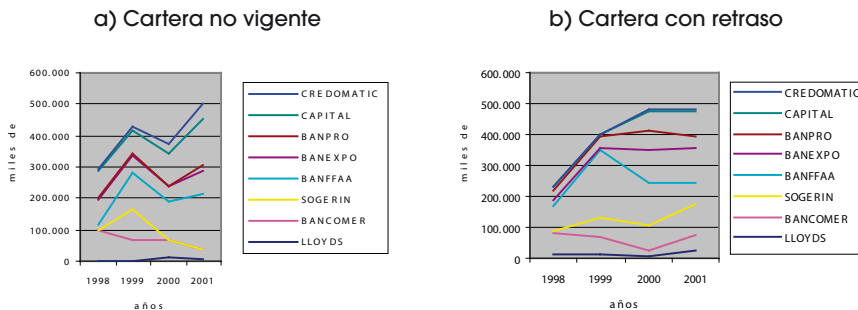 a) Cartera no vigente
600.000
500.000
400.000
300.000
200.000
100.000
0
miles de
1998 1999 2000 2001
años
CREDOMATIC
CAPITAL
BANPRO
BANEXPO
BANFFAA
SOGERIN
BANCOMER
LLOYDS
b) Cartera con retraso
600.000
500.000
400.000
300.000
200.000
100.000
0
miles de
1998 1999 2000 2001
años
CREDOMATIC
CAPITAL
BANPRO
BANEXPO
BANFFAA
SOGERIN
BANCOMER
LLOYDS